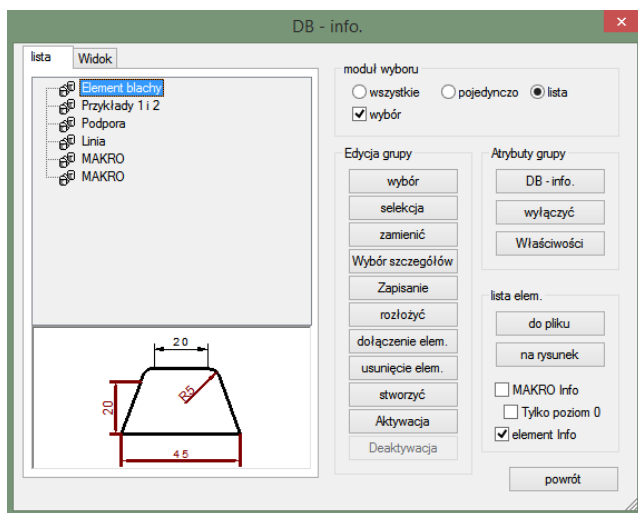 DB - info.
lista Widok
Element blachy
Przykłady 1 i 2
Podpora
Linia
MAKRO
MAKRO
20
R5
20
45
moduł wyboru
wszystkie pojedynczo lista
wybór
Edycja grupy
wybór
selekcja
zamienić
Wybór szczegółów
Zapisanie
rozłożyć
dołączenie elem.
usunięcie elem.
stworzyć
Aktywacja
Deaktywacja
Atrybuty grupy
DB - info.
wyłączyć
Właściwości
lista elem.
do pliku
na rysunek
MAKRO Info
Tylko poziom 0
element Info
powrót